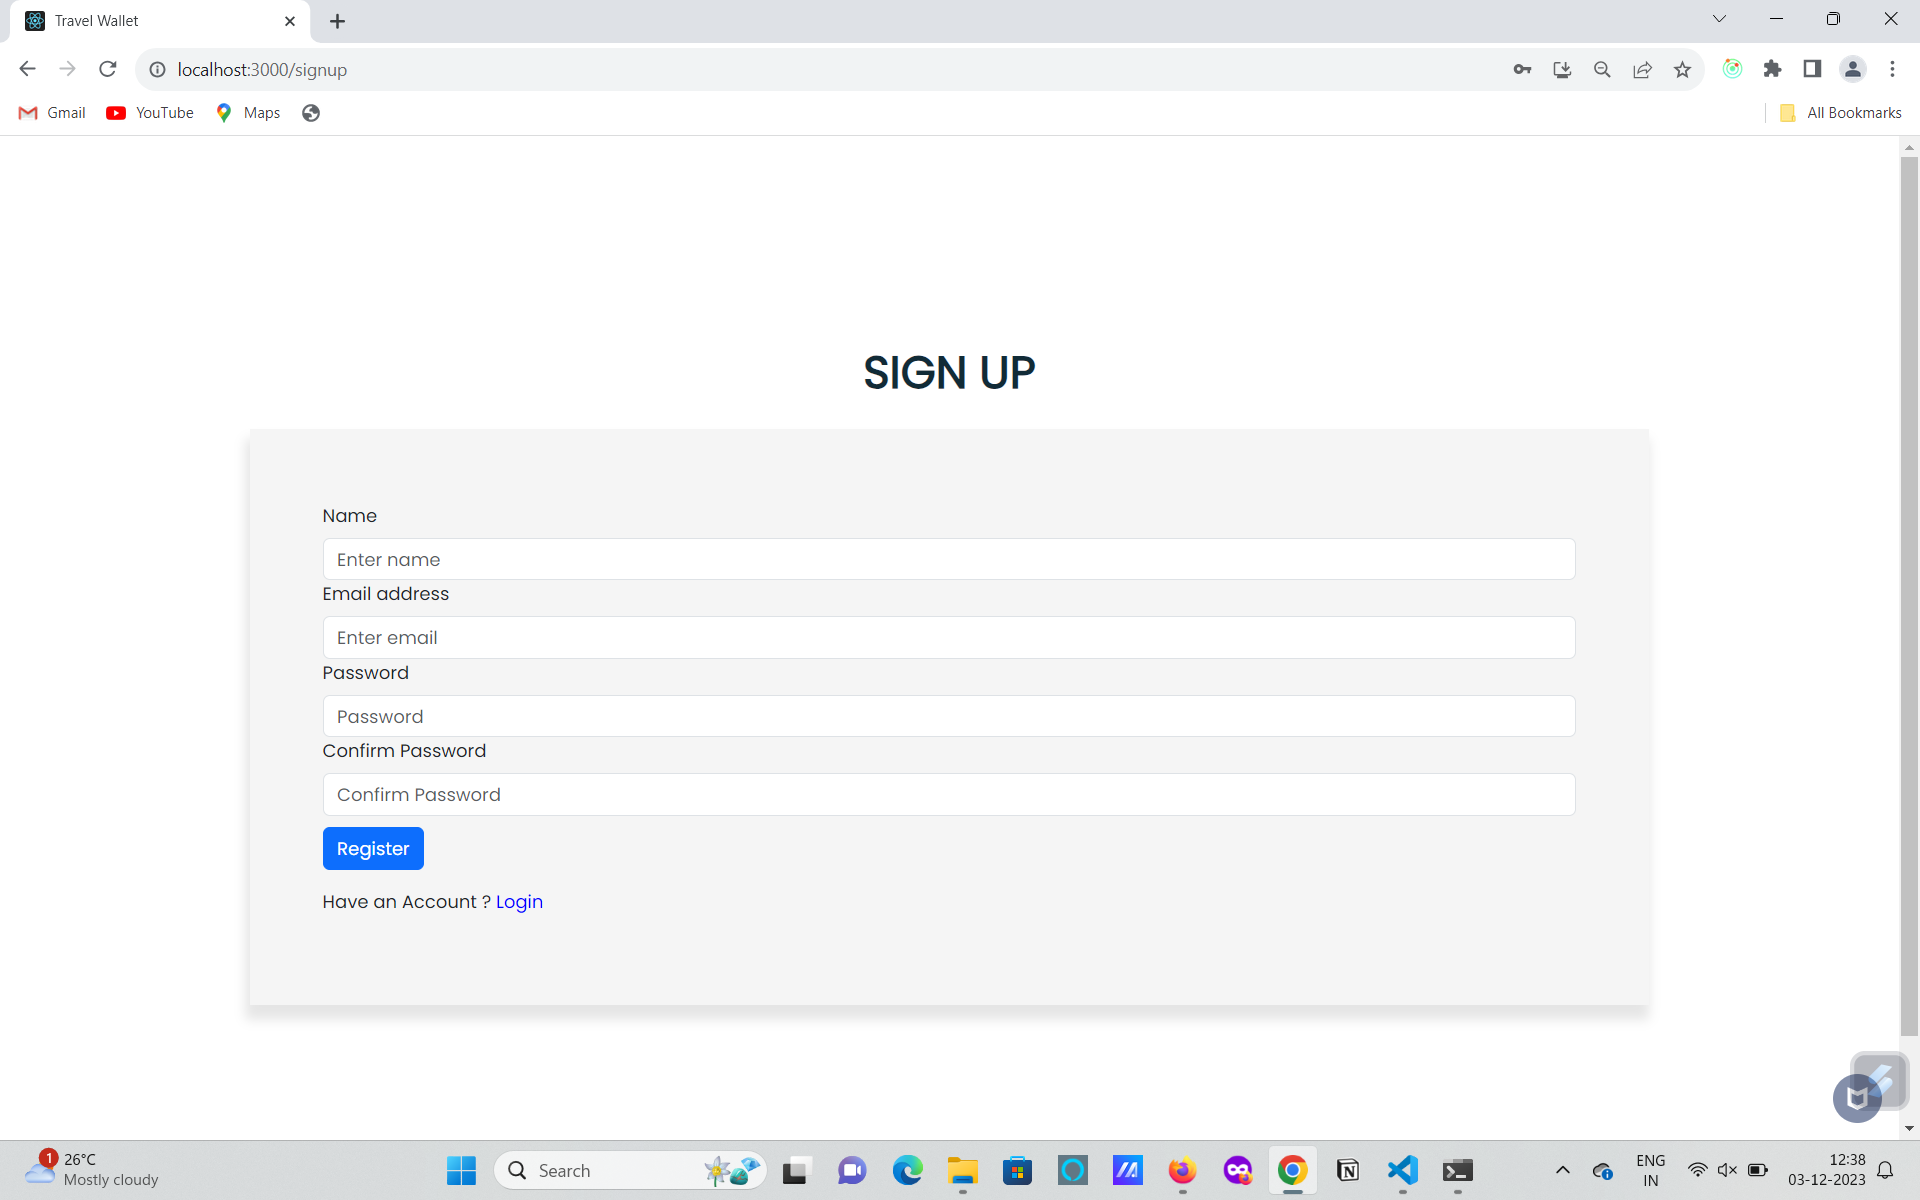 Travel Wallet
localhost:3000/signup
Gmail YouTube Maps All Bookmarks
SIGN UP
Name
Enter name
Email address
Enter email
Password
Password
Confirm Password
Confirm Password
Register
Have an Account ? Login
1
26°C
Mostly cloudy
Search
ENG
IN
12:38
03-12-2023